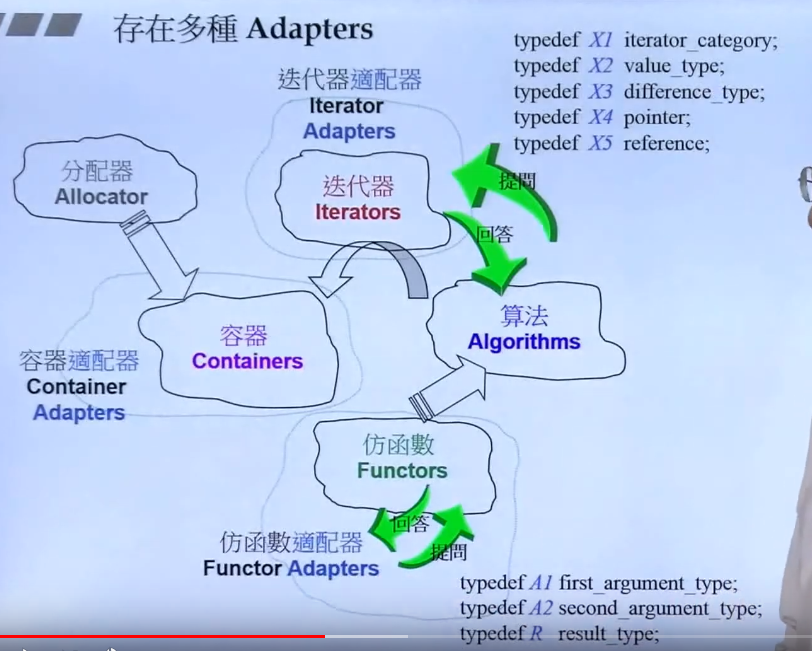 存在多種 Adapters
typedef X1 iterator_category;
typedef X2 value_type;
typedef X3 difference_type;
typedef X4 pointer;
typedef X5 reference;
迭代器適配器
Iterator
Adapters
分配器
Allocator
迭代器
Iterators
提問
回答
容器
Containers
算法
Algorithms
容器適配器
Container
Adapters
仿函數
Functors
回答
提問
仿函數適配器
Functor Adapters
typedef A1 first_argument_type;
typedef A2 second_argument_type;
typedef R result_type;